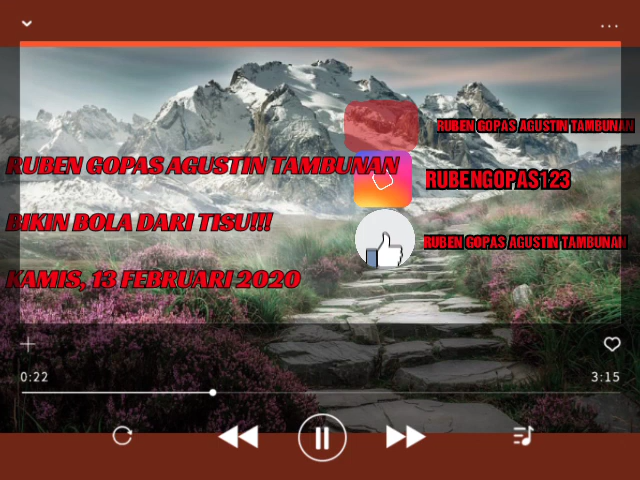 RUBEN GOPAS AGUSTIN TAMBUNAN
RUBEN GOPAS AGUSTIN TAMBUNAN
RUBENGOPAS123
BIKIN BOLA DARI TISU!!!
RUBEN GOPAS AGUSTIN TAMBUNAN
KAMIS, 13 FEBRUARI 2020
0:22
3:15